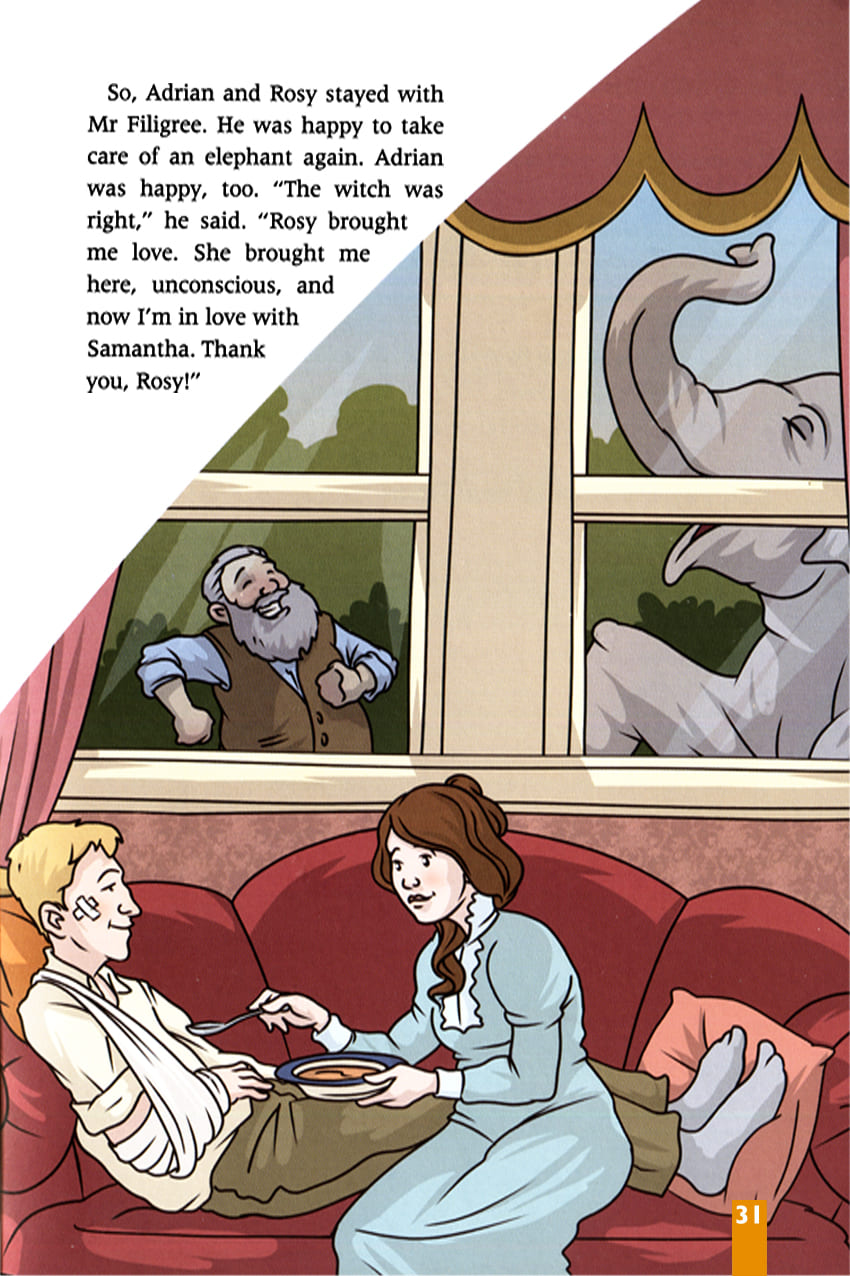 So, Adrian and Rosy stayed with
Mr Filigree. He was happy to take
care of an elephant again. Adrian
was happy, too. “The witch was
right,” he said. “Rosy brought
me love. She brought me
here, unconscious, and
now I’m in love with
Samantha. Thank
you, Rosy!”
31